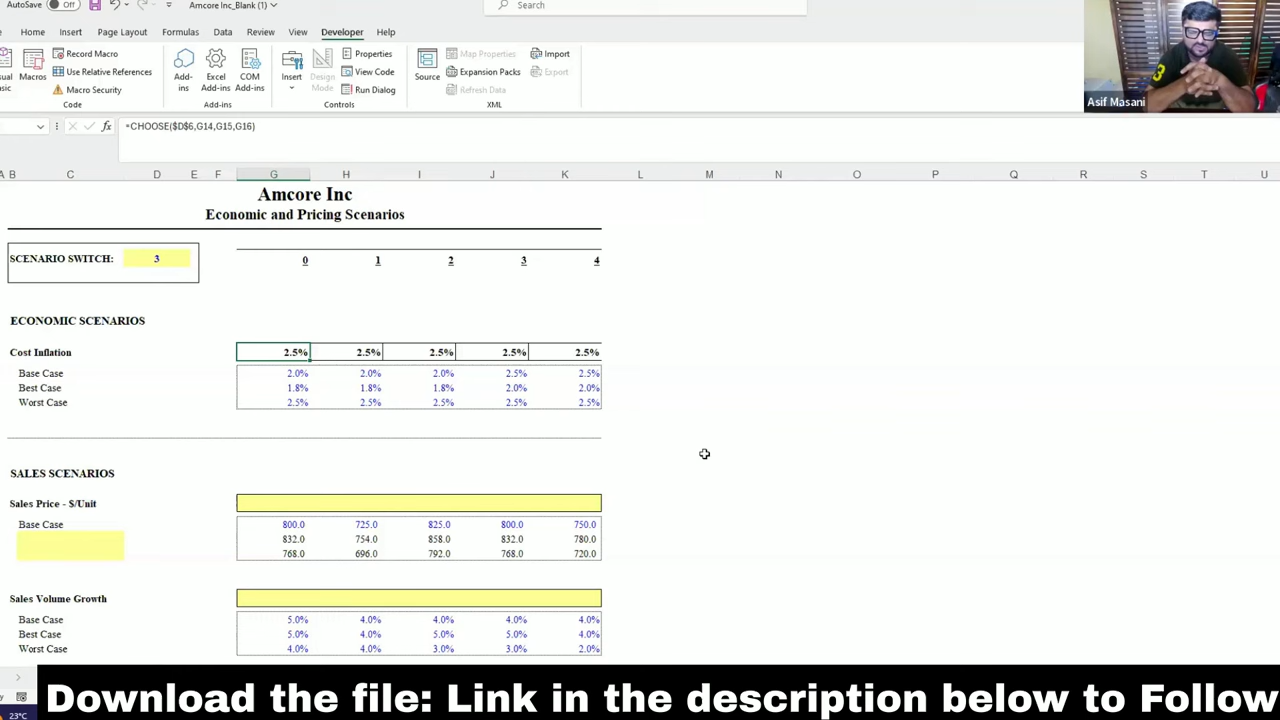 AutoSave Off Amcore Inc_Blank (1) Search
Home Insert Page Layout Formulas Data Review View Developer Help
Macros Record Macro Use Relative References Macro Security Code
Add-ins Excel Add-ins COM Add-ins Add-ins
Insert Design Mode Properties View Code Run Dialog Controls
Source Map Properties Expansion Packs Refresh Data Import Export XML
Asif Masani
fx =CHOOSE($D$6,G14,G15,G16)
A B C D E F G H I J K L M N O P Q R S T U
Amcore Inc
Economic and Pricing Scenarios
SCENARIO SWITCH: 3 0 1 2 3 4
ECONOMIC SCENARIOS
Cost Inflation 2.5% 2.5% 2.5% 2.5% 2.5%
Base Case 2.0% 2.0% 2.0% 2.5% 2.5%
Best Case 1.8% 1.8% 1.8% 2.0% 2.0%
Worst Case 2.5% 2.5% 2.5% 2.5% 2.5%
SALES SCENARIOS
Sales Price - $/Unit
Base Case 800.0 725.0 825.0 800.0 750.0
832.0 754.0 858.0 832.0 780.0
768.0 696.0 792.0 768.0 720.0
Sales Volume Growth
Base Case 5.0% 4.0% 4.0% 4.0% 4.0%
Best Case 5.0% 4.0% 5.0% 5.0% 4.0%
Worst Case 4.0% 4.0% 3.0% 3.0% 2.0%
Download the file: Link in the description below to Follow
23°C